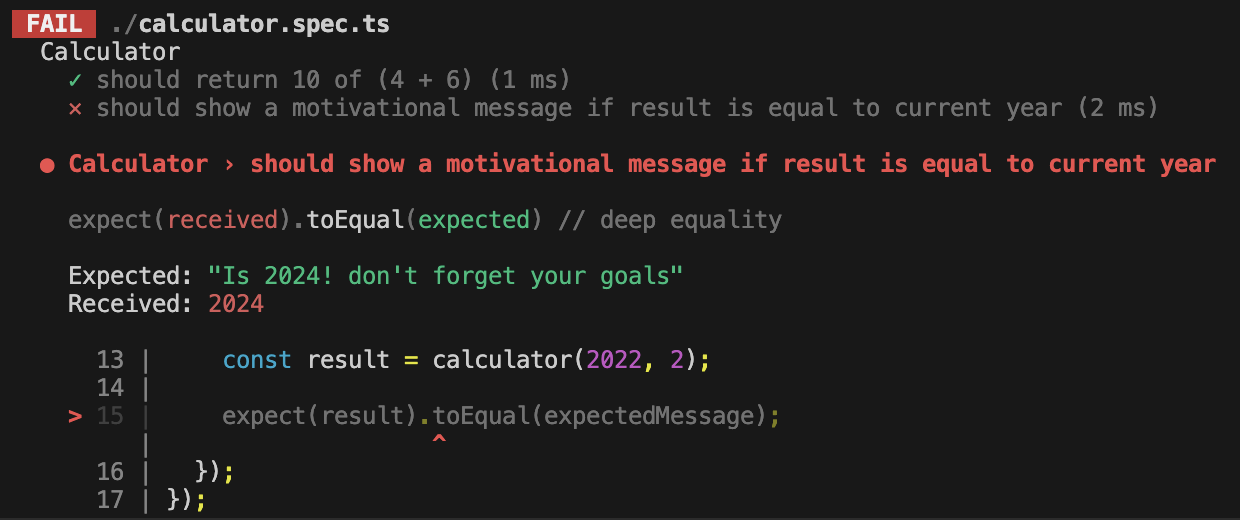 FAIL ./calculator.spec.ts
Calculator
✓ should return 10 of (4 + 6) (1 ms)
✕ should show a motivational message if result is equal to current year (2 ms)
● Calculator › should show a motivational message if result is equal to current year
expect(received).toEqual(expected) // deep equality
Expected: "Is 2024! don't forget your goals"
Received: 2024
13 |     const result = calculator(2022, 2);
14 |
> 15 |     expect(result).toEqual(expectedMessage);
|                    ^
16 |   });
17 | });